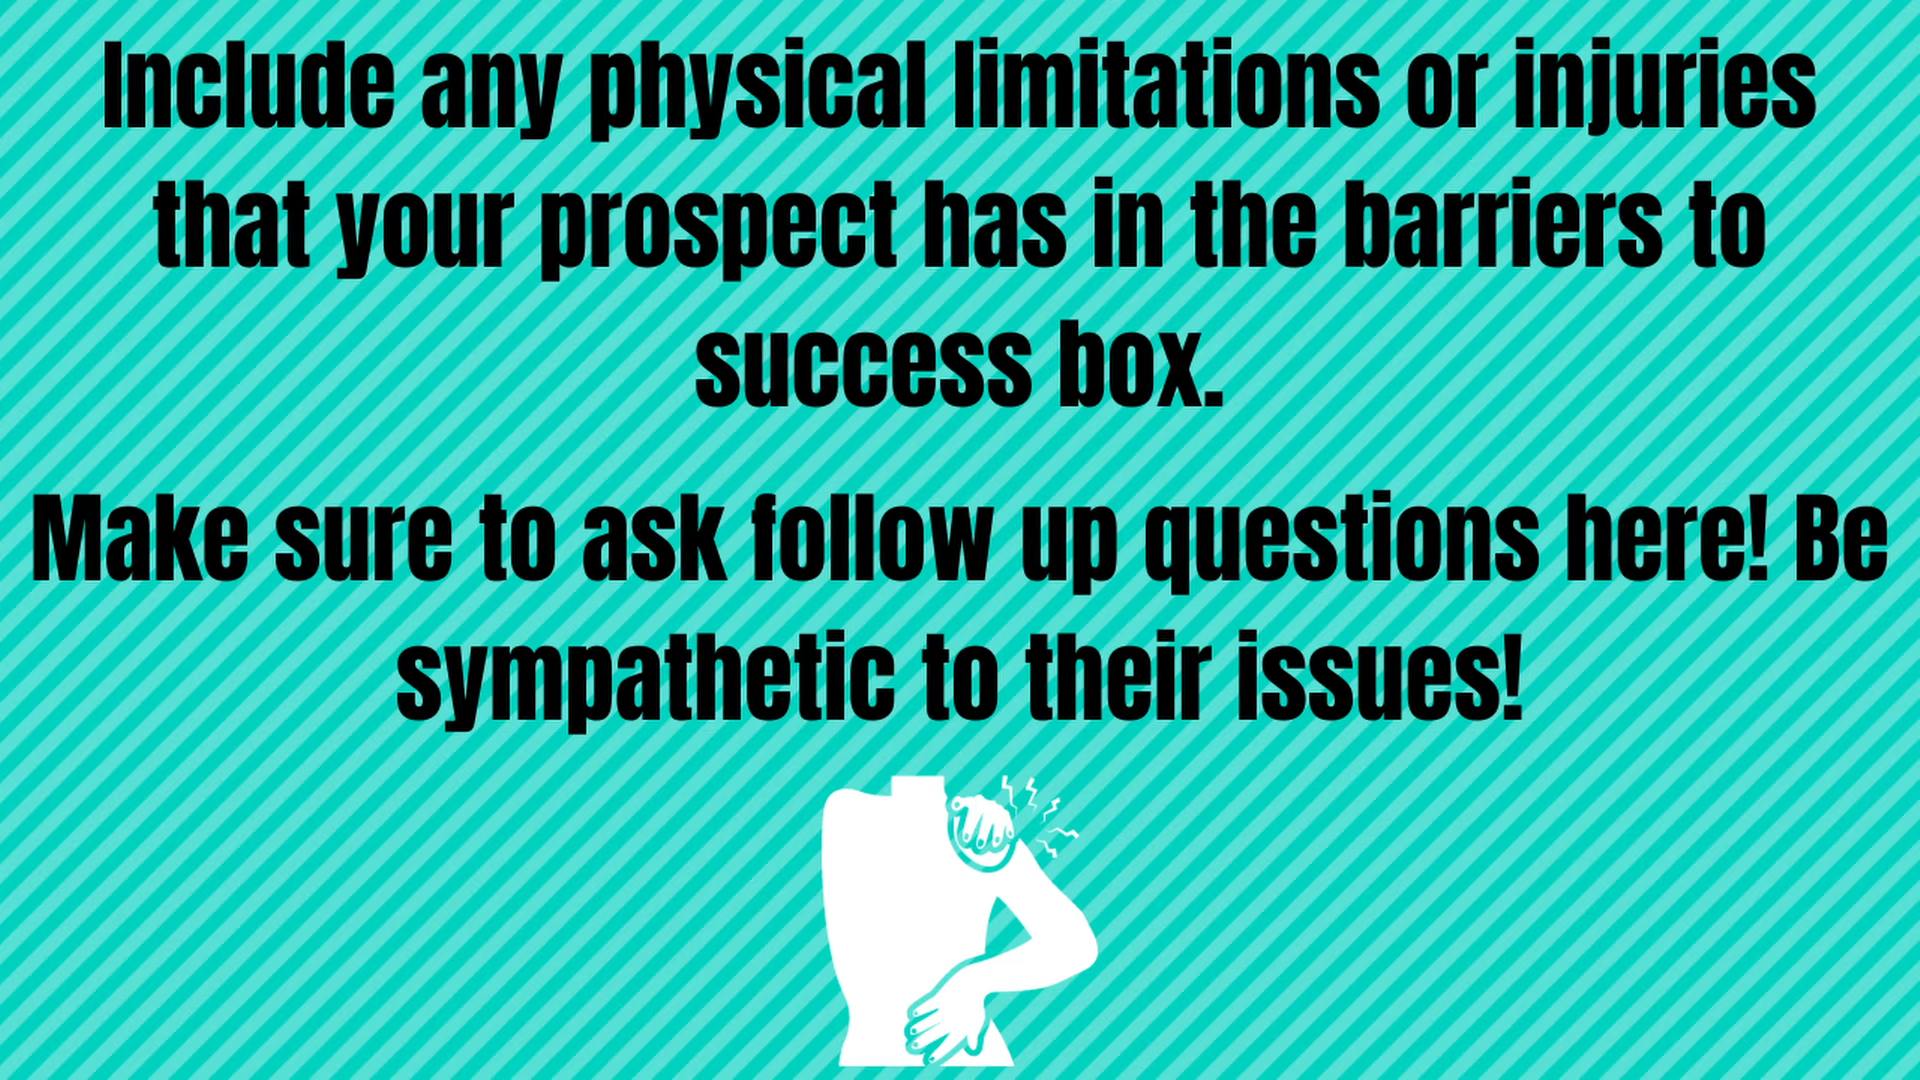 Include any physical limitations or injuries
that your prospect has in the barriers to
success box.
Make sure to ask follow up questions here! Be
sympathetic to their issues!